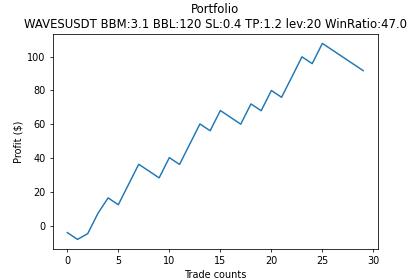 Portfolio
WAVESUSDT BBM:3.1 BBL:120 SL:0.4 TP:1.2 lev:20 WinRatio:47.0
Profit ($)
100
80
60
40
20
0
0 5 10 15 20 25 30
Trade counts